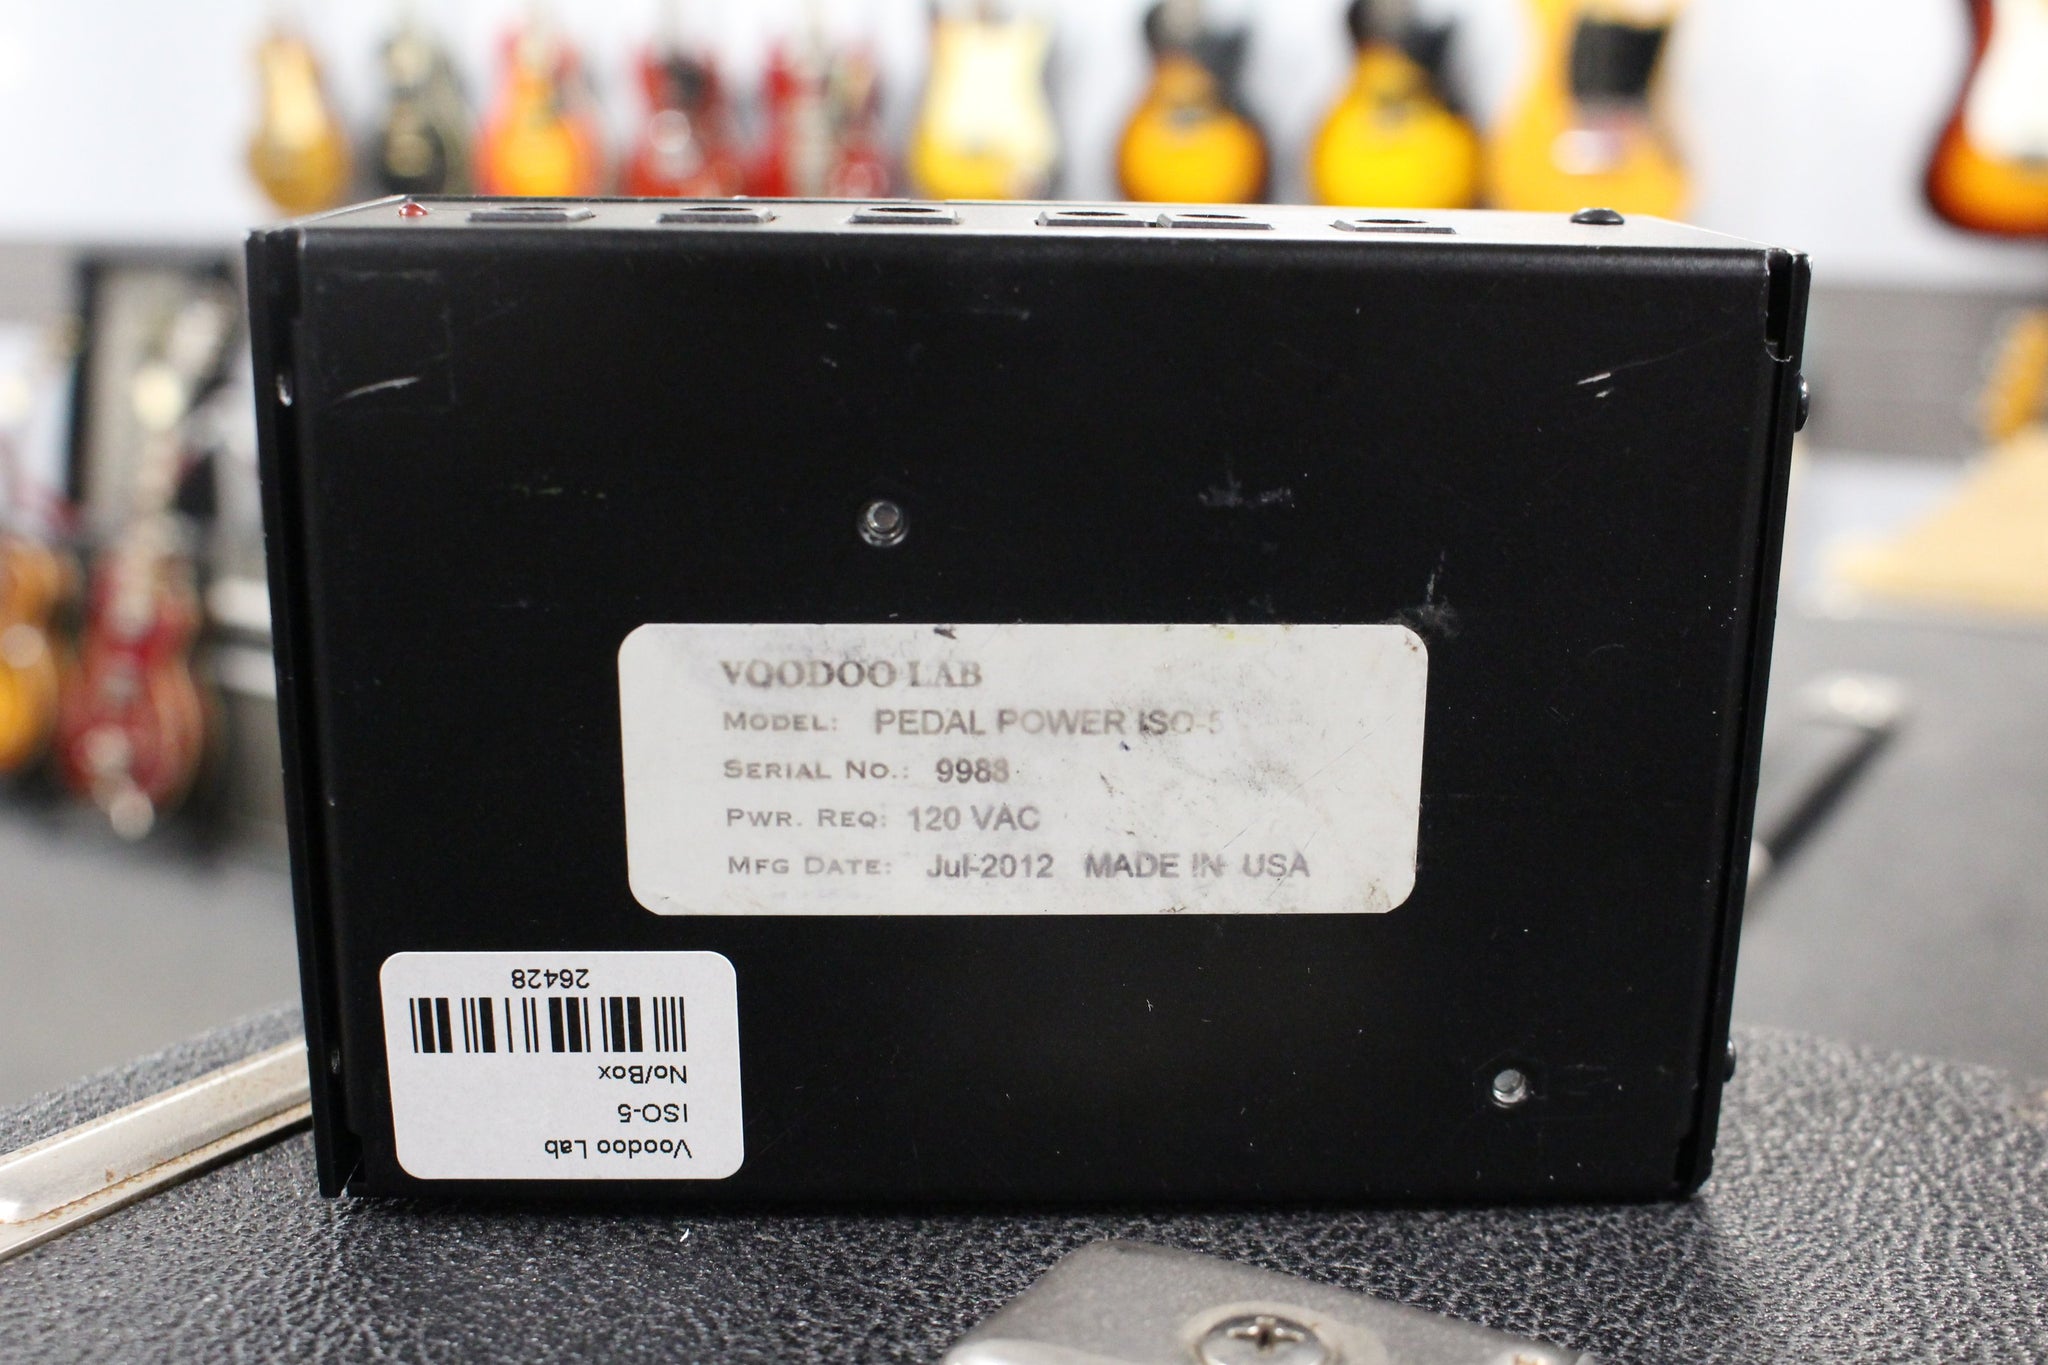 VOODOO LAB
MODEL: PEDAL POWER ISO-5
SERIAL NO.: 9983
PWR. REQ: 120 VAC
MFG DATE: Jul-2012 MADE IN USA
Voodoo Lab
ISO-5
No/Box
26428